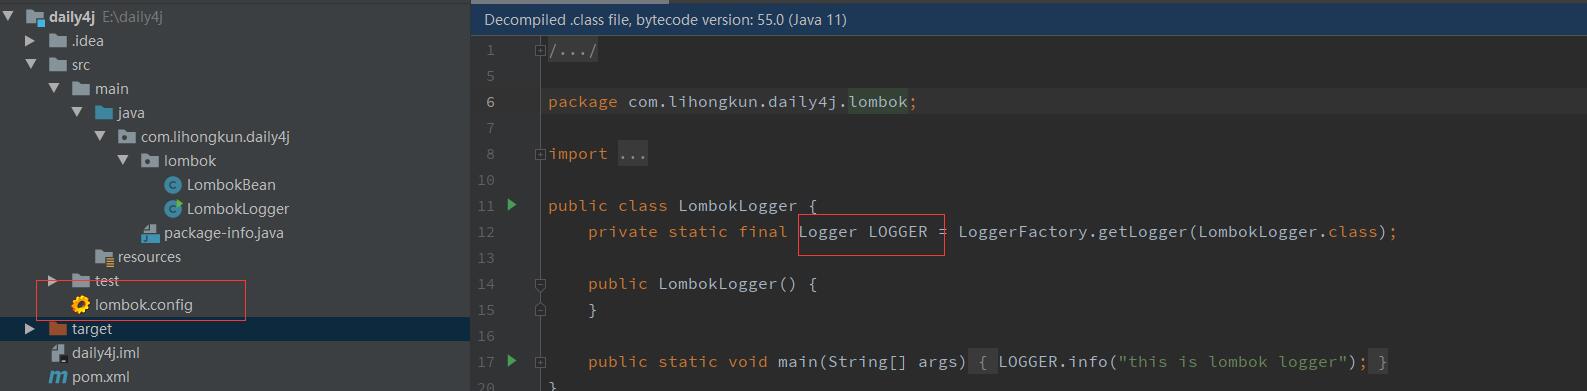 daily4j E:\daily4j
.idea
src
main
java
com.lihongkun.daily4j
lombok
LombokBean
LombokLogger
package-info.java
resources
test
lombok.config
target
daily4j.iml
pom.xml
Decompiled .class file, bytecode version: 55.0 (Java 11)
1 /.../
5
6 package com.lihongkun.daily4j.lombok;
7
8 import ...
10
11 public class LombokLogger {
12 private static final Logger LOGGER = LoggerFactory.getLogger(LombokLogger.class);
13
14 public LombokLogger() {
15 }
16
17 public static void main(String[] args) { LOGGER.info("this is lombok logger"); }
20 }